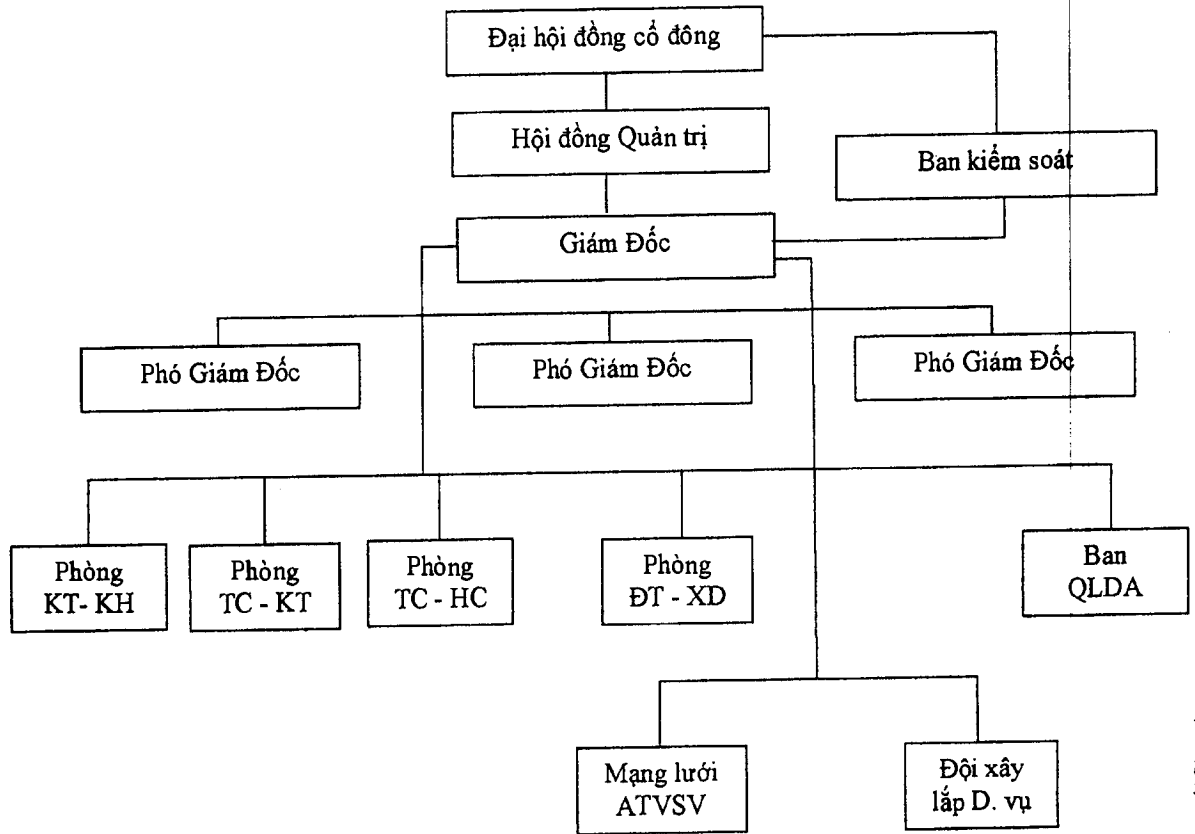 Đại hội đồng cổ đông
Hội đồng Quản trị
Ban kiểm soát
Giám Đốc
Phó Giám Đốc
Phó Giám Đốc
Phó Giám Đốc
Phòng
KT- KH
Phòng
TC - KT
Phòng
TC - HC
Phòng
ĐT - XD
Ban
QLDA
Mạng lưới
ATVSV
Đội xây
lắp D. vụ